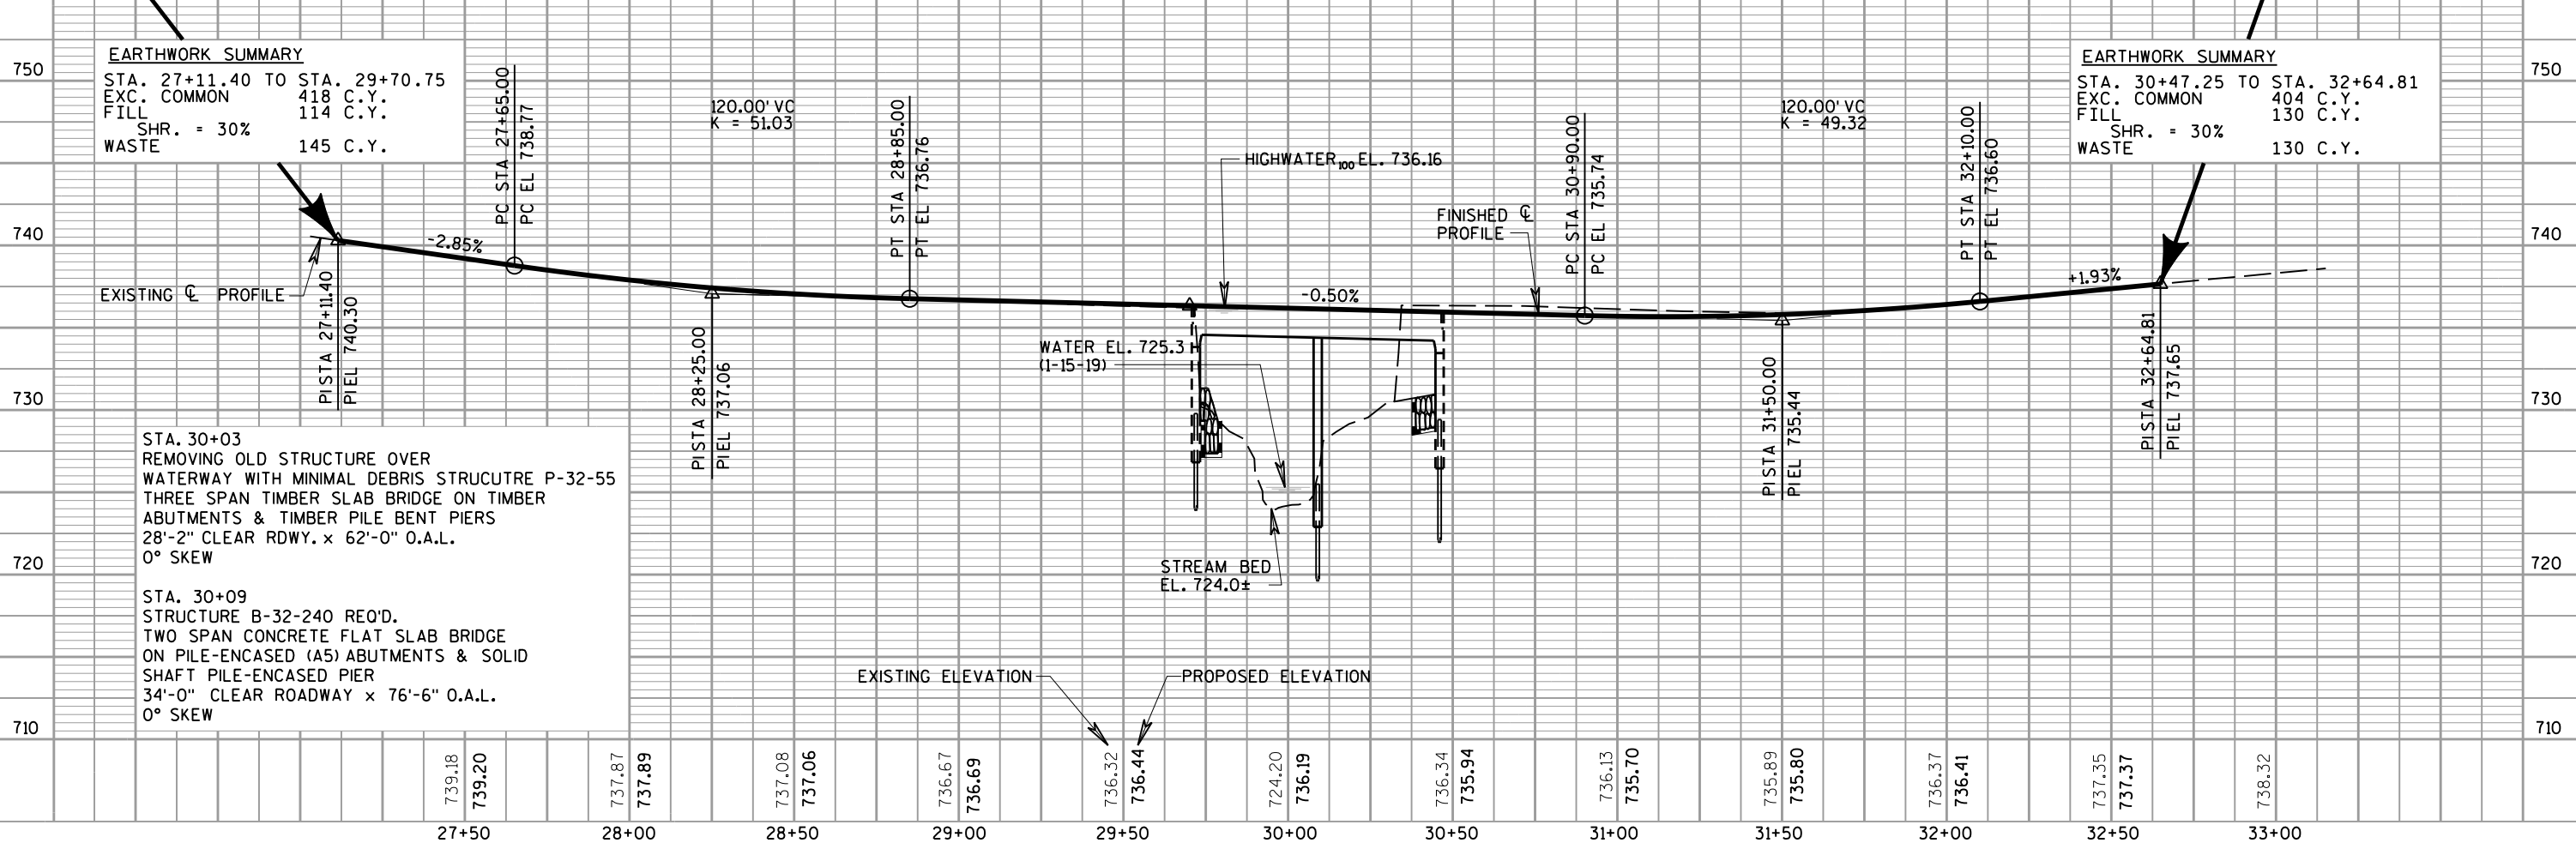 EARTHWORK SUMMARY
STA. 27+11.40 TO STA. 29+70.75
EXC. COMMON 418 C.Y.
FILL 114 C.Y.
SHR. = 30%
WASTE 145 C.Y.
EARTHWORK SUMMARY
STA. 30+47.25 TO STA. 32+64.81
EXC. COMMON 404 C.Y.
FILL 130 C.Y.
SHR. = 30%
WASTE 130 C.Y.
750
740
730
720
710
750
740
730
720
710
PC STA 27+65.00
PC EL 738.77
120.00' VC
K = 51.03
PT STA 28+85.00
PT EL 736.76
HIGHWATER100 EL. 736.16
FINISHED ℄
PROFILE
PC STA 30+90.00
PC EL 735.74
120.00' VC
K = 49.32
PT STA 32+10.00
PT EL 736.60
-2.85%
-0.50%
+1.93%
EXISTING ℄ PROFILE
PISTA 27+11.40
PIEL 740.30
PISTA 28+25.00
PIEL 737.06
WATER EL. 725.3
(1-15-19)
STREAM BED
EL. 724.0±
PISTA 31+50.00
PIEL 735.44
PISTA 32+64.81
PIEL 737.65
STA. 30+03
REMOVING OLD STRUCTURE OVER
WATERWAY WITH MINIMAL DEBRIS STRUCUTRE P-32-55
THREE SPAN TIMBER SLAB BRIDGE ON TIMBER
ABUTMENTS & TIMBER PILE BENT PIERS
28'-2" CLEAR RDWY. x 62'-0" O.A.L.
0° SKEW
STA. 30+09
STRUCTURE B-32-240 REQ'D.
TWO SPAN CONCRETE FLAT SLAB BRIDGE
ON PILE-ENCASED (A5) ABUTMENTS & SOLID
SHAFT PILE-ENCASED PIER
34'-0" CLEAR ROADWAY x 76'-6" O.A.L.
0° SKEW
EXISTING ELEVATION
PROPOSED ELEVATION
739.18
739.20
737.87
737.89
737.08
737.06
736.67
736.69
736.32
736.44
724.20
736.19
736.34
735.94
736.13
735.70
735.89
735.80
736.37
736.41
737.35
737.37
738.32
27+50
28+00
28+50
29+00
29+50
30+00
30+50
31+00
31+50
32+00
32+50
33+00